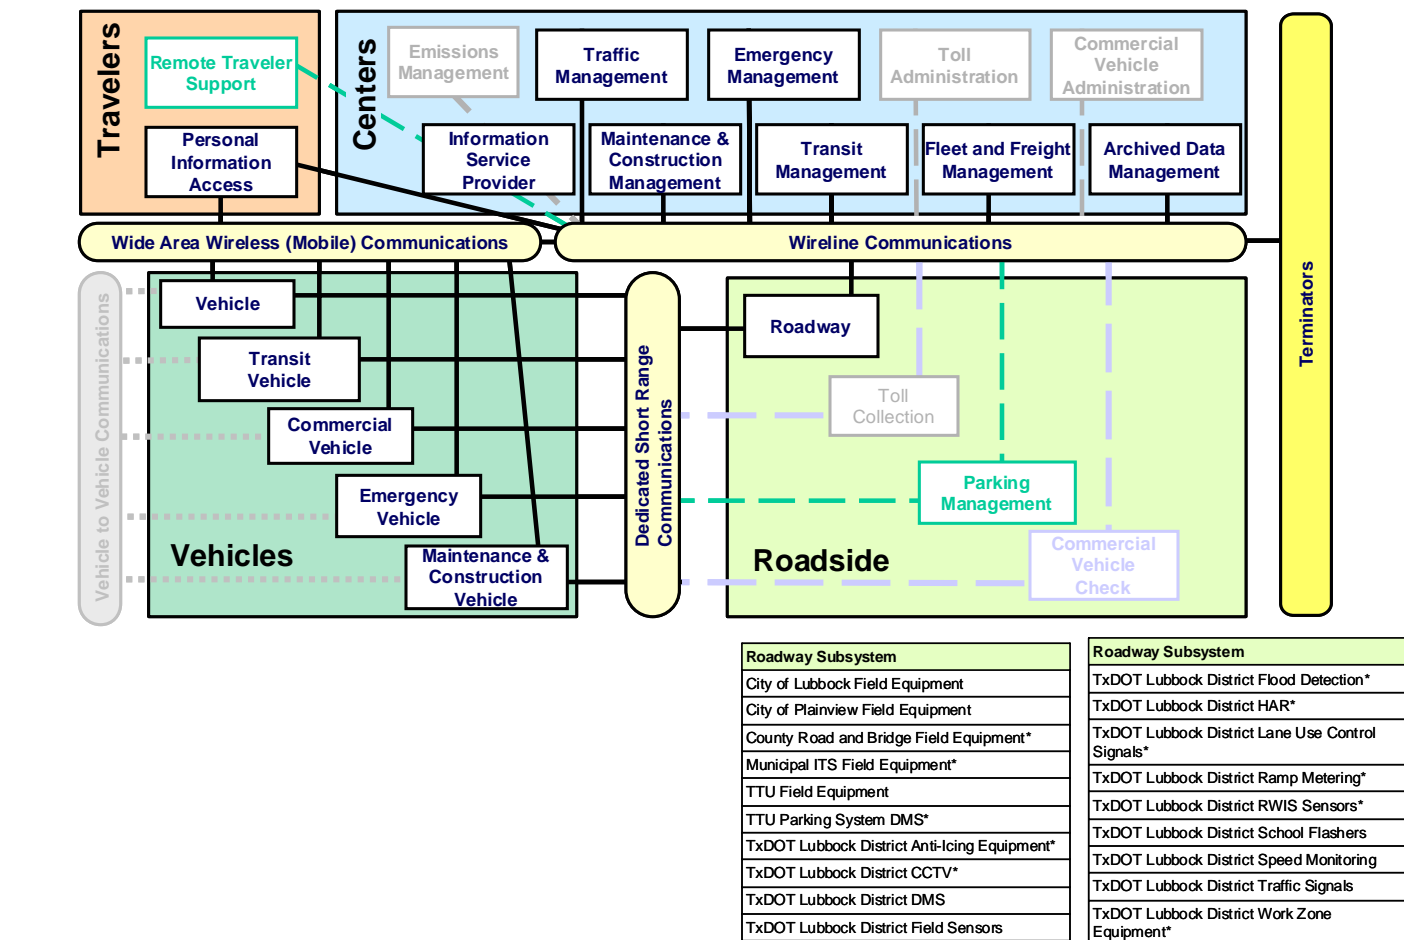 Travelers
Remote Traveler
Support
Personal
Information
Access
Centers
Emissions
Management
Traffic
Management
Emergency
Management
Toll
Administration
Commercial
Vehicle
Administration
Information
Service
Provider
Maintenance &
Construction
Management
Transit
Management
Fleet and Freight
Management
Archived Data
Management
Wide Area Wireless (Mobile) Communications
Wireline Communications
Terminators
Vehicle to Vehicle Communications
Vehicle
Transit
Vehicle
Commercial
Vehicle
Emergency
Vehicle
Maintenance &
Construction
Vehicle
Vehicles
Dedicated Short Range
Communications
Roadway
Toll
Collection
Parking
Management
Commercial
Vehicle
Check
Roadside
Roadway Subsystem
City of Lubbock Field Equipment
City of Plainview Field Equipment
County Road and Bridge Field Equipment*
Municipal ITS Field Equipment*
TTU Field Equipment
TTU Parking System DMS*
TxDOT Lubbock District Anti-Icing Equipment*
TxDOT Lubbock District CCTV*
TxDOT Lubbock District DMS
TxDOT Lubbock District Field Sensors
Roadway Subsystem
TxDOT Lubbock District Flood Detection*
TxDOT Lubbock District HAR*
TxDOT Lubbock District Lane Use Control
Signals*
TxDOT Lubbock District Ramp Metering*
TxDOT Lubbock District RWIS Sensors*
TxDOT Lubbock District School Flashers
TxDOT Lubbock District Speed Monitoring
TxDOT Lubbock District Traffic Signals
TxDOT Lubbock District Work Zone
Equipment*